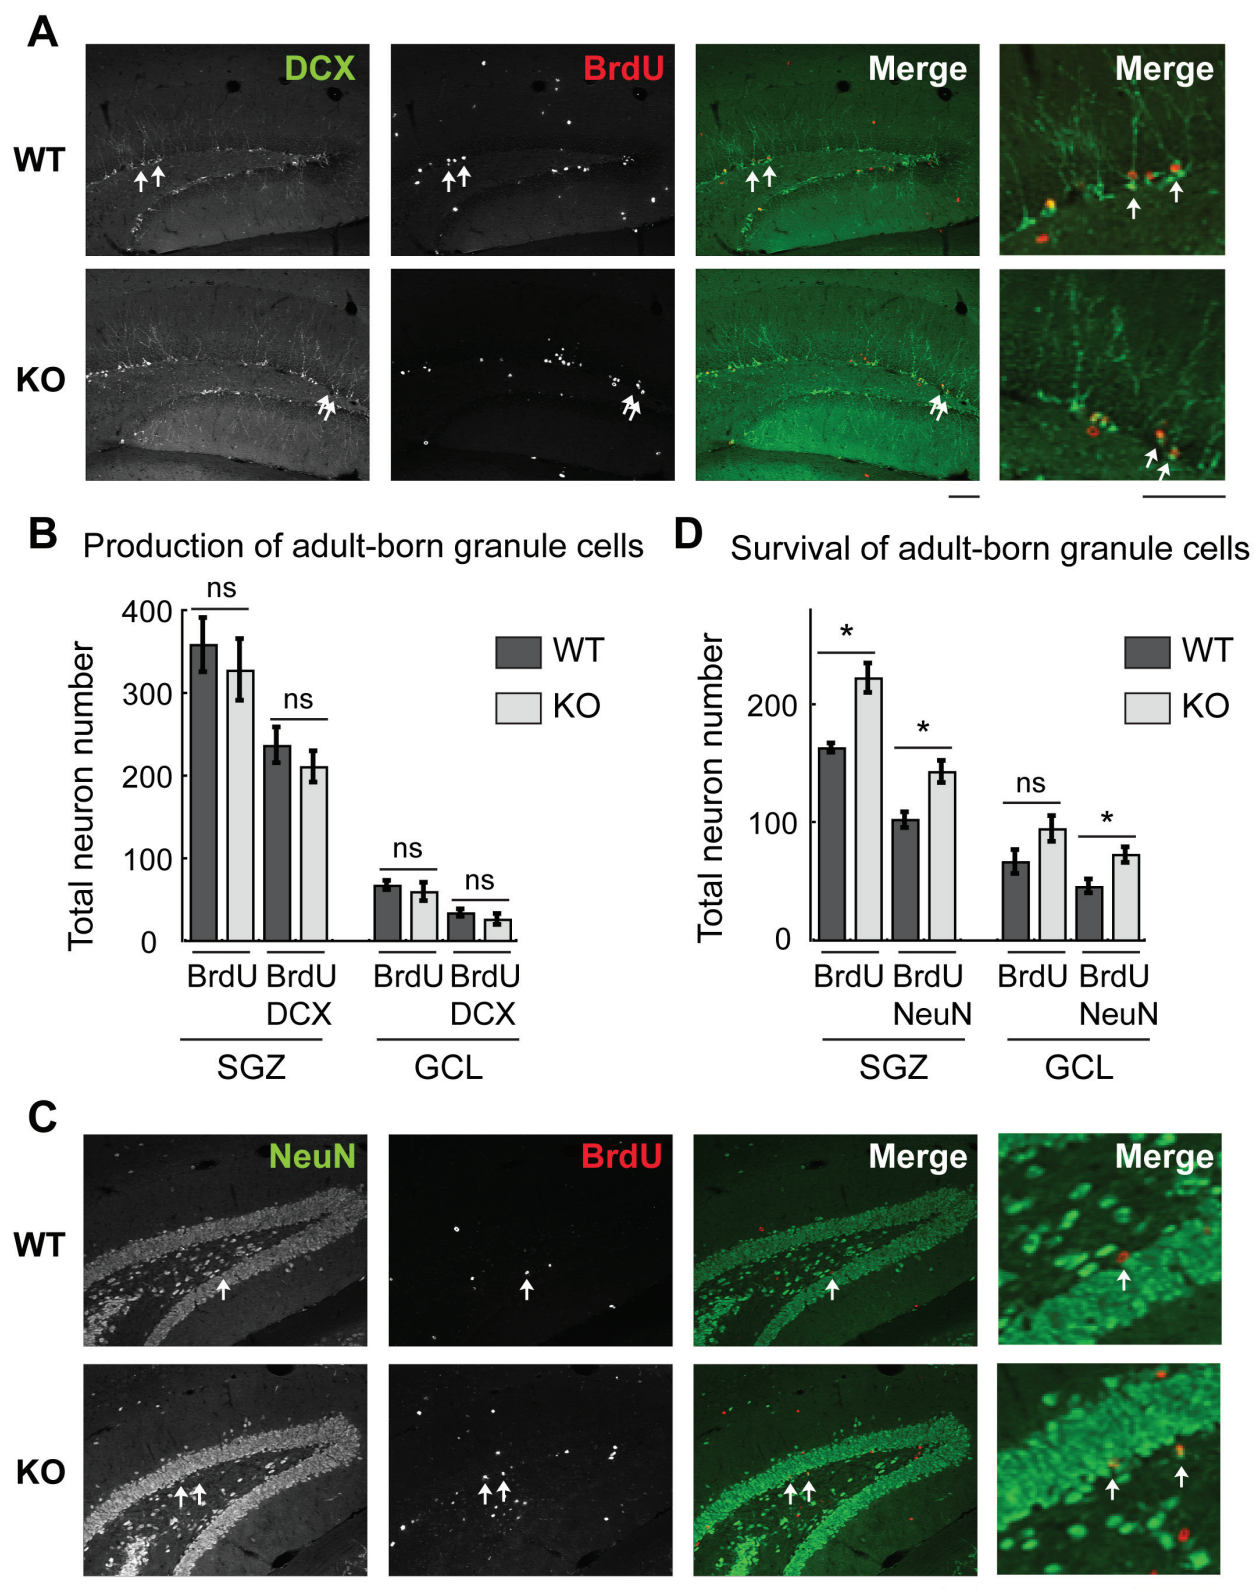 A
DCX
BrdU
Merge
Merge
WT
KO
B
Production of adult-born granule cells
Total neuron number
400
300
200
100
0
ns
ns
ns
ns
WT
KO
BrdU
BrdU
DCX
BrdU
BrdU
DCX
SGZ
GCL
D
Survival of adult-born granule cells
Total neuron number
200
100
0
*
*
ns
*
WT
KO
BrdU
BrdU
NeuN
BrdU
BrdU
NeuN
SGZ
GCL
C
NeuN
BrdU
Merge
Merge
WT
KO